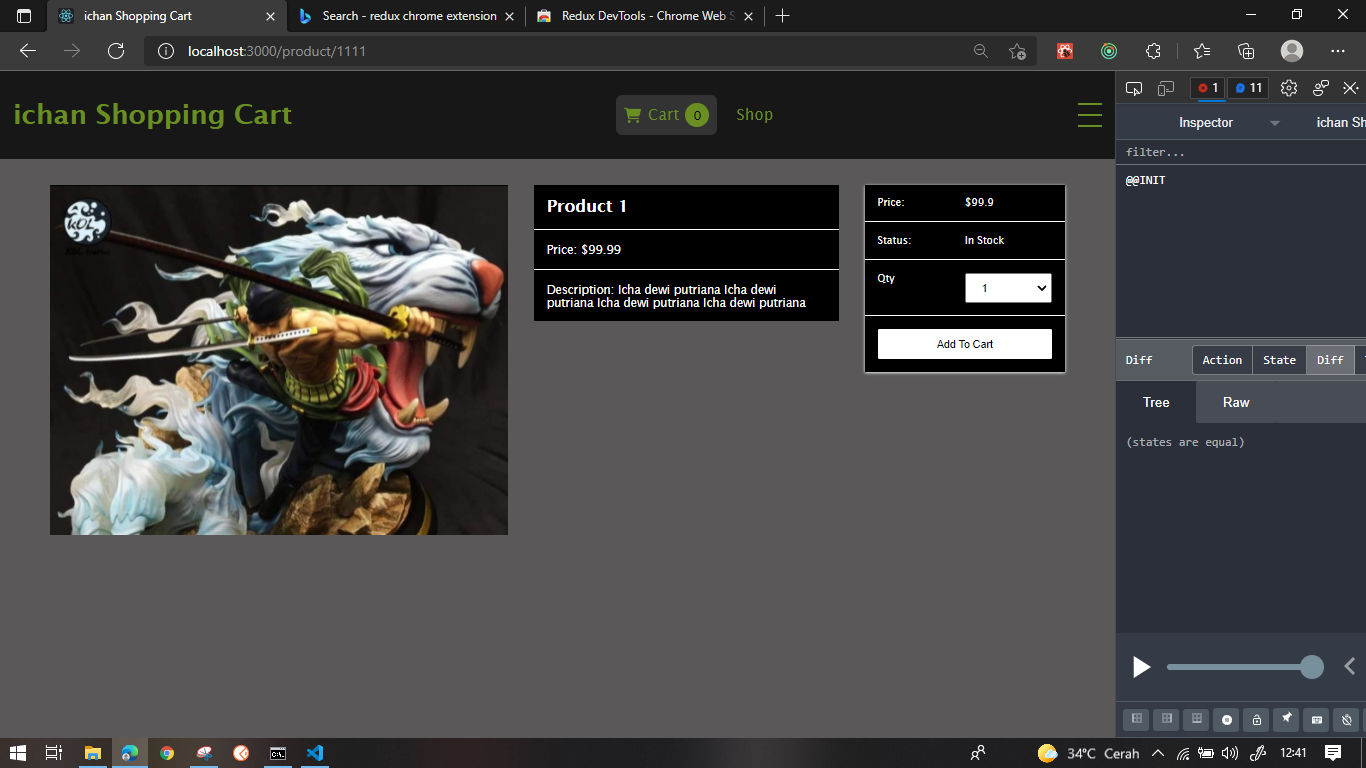 ichan Shopping Cart
Search - redux chrome extension
Redux DevTools - Chrome Web S
localhost:3000/product/1111
ichan Shopping Cart
Cart 0
Shop
1
11
Inspector
ichan Sh
filter...
@@INIT
KOL
Product 1
Price: $99.99
Description: Icha dewi putriana Icha dewi
putriana Icha dewi putriana Icha dewi putriana
Price: $99.9
Status: In Stock
Qty 1
Add To Cart
Diff
Action
State
Diff
Tree
Raw
(states are equal)
34°C Cerah
12:41